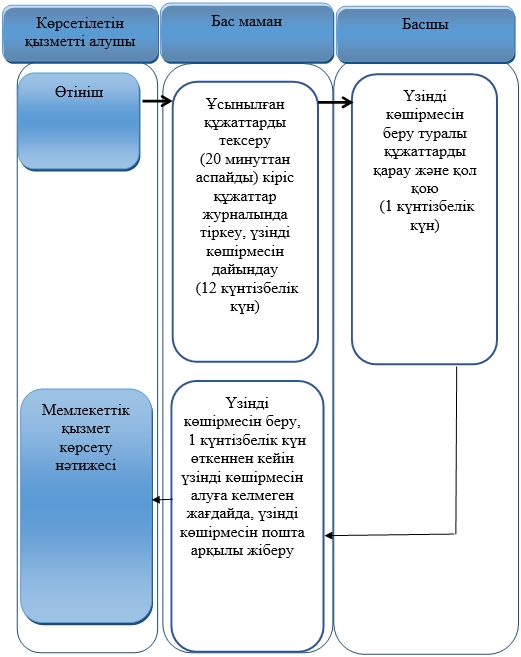 Көрсетілетін
қызметті алушы
Бас маман
Басшы
Өтініш
Ұсынылған
құжаттарды
тексеру
(20 минуттан
аспайды) кіріс
құжаттар
журналында
тіркеу, үзінді
көшірмесін
дайындау
(12 күнтізбелік
күн)
Үзінді
көшірмесін
беру туралы
құжаттарды
қарау және қол
қою
(1 күнтізбелік
күн)
Мемлекеттік
қызмет
көрсету
нәтижесі
Үзінді
көшірмесін беру,
1 күнтізбелік күн
өткеннен кейін
үзінді көшірмесін
алуға келмеген
жағдайда, үзінді
көшірмесін пошта
арқылы жіберу